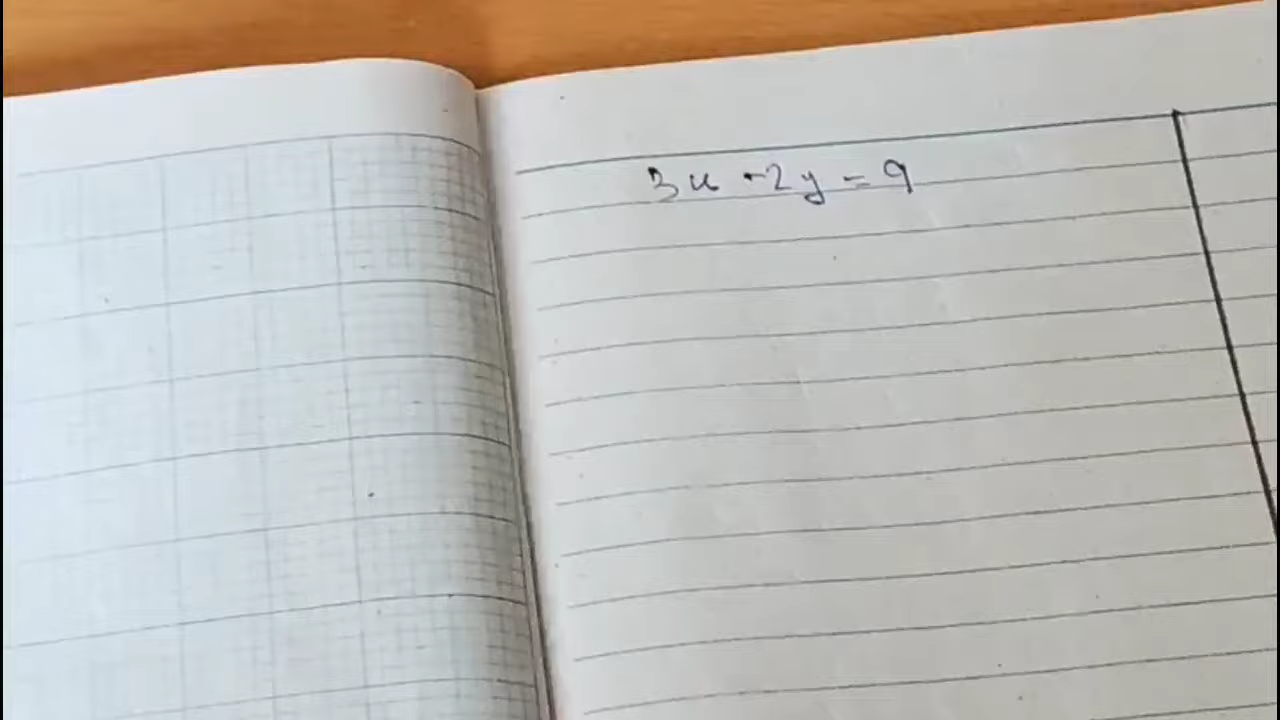 3x - 2y = 9